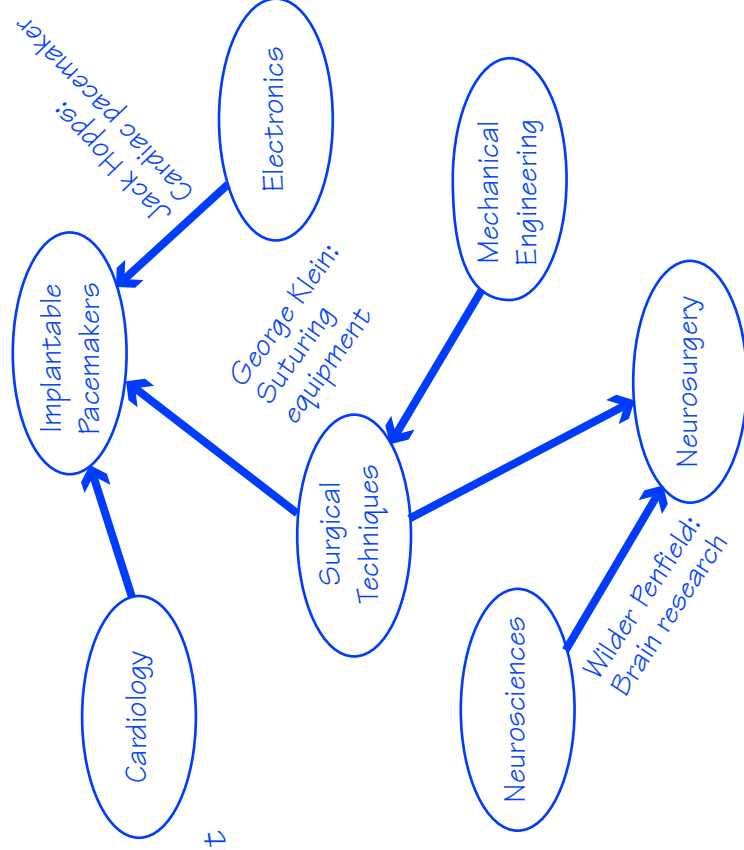 Jack Hopps:
Cardiac pacemaker
Electronics
Implantable
Pacemakers
Mechanical
Engineering
George Klein:
Suturing
equipment
Surgical
Techniques
Neurosurgery
Cardiology
Neurosciences
Wilder Penfield:
Brain research
t